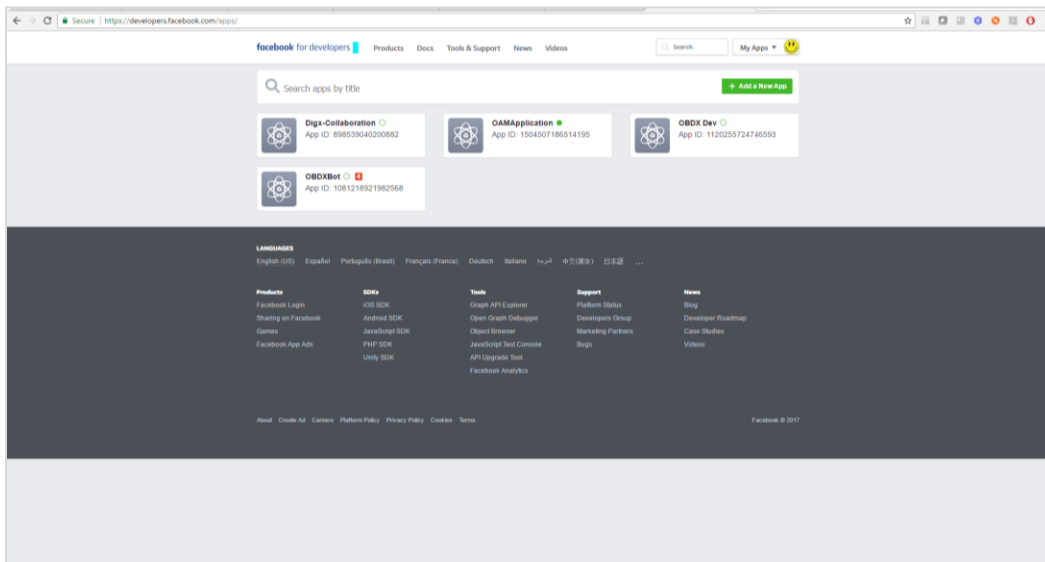 Secure | https://developers.facebook.com/apps/
facebook for developers Products Docs Tools & Support News Videos Search My Apps
Search apps by title + Add a New App
Digx-Collaboration
App ID: 898539040200882
OAMApplication
App ID: 1504507186514195
OBDX Dev
App ID: 1120255724746593
OBDXBot 4
App ID: 1081218921982568
LANGUAGES
English (US) Español Português (Brasil) Français (France) Deutsch Italiano العربية 中文(简体) 日本語 ...
Products SDKs Tools Support News
Facebook Login iOS SDK Graph API Explorer Platform Status Blog
Sharing on Facebook Android SDK Open Graph Debugger Developers Group Developer Roadmap
Games JavaScript SDK Object Browser Marketing Partners Case Studies
Facebook App Ads PHP SDK JavaScript Test Console Bugs Videos
Unity SDK API Upgrade Tool
Facebook Analytics
About Create Ad Careers Platform Policy Privacy Policy Cookies Terms Facebook © 2017